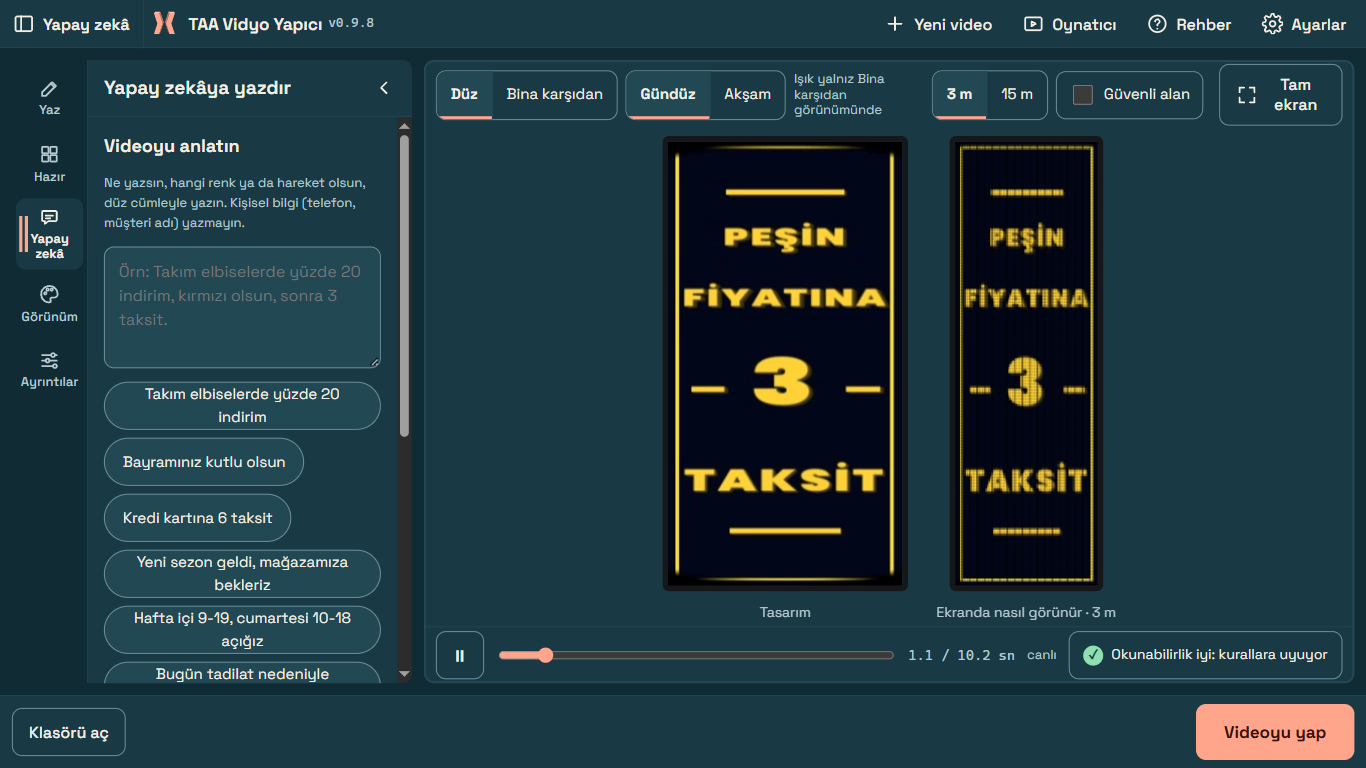 Yapay zekâ
TAA Vidyo Yapıcı v0.9.8
Yeni video
Oynatıcı
Rehber
Ayarlar
Yaz
Hazır
Yapay
zekâ
Görünüm
Ayrıntılar
Yapay zekâya yazdır
Videoyu anlatın
Ne yazsın, hangi renk ya da hareket olsun,
düz cümleyle yazın. Kişisel bilgi (telefon,
müşteri adı) yazmayın.
Örn: Takım elbiselerde yüzde 20
indirim, kırmızı olsun, sonra 3
taksit.
Takım elbiselerde yüzde 20
indirim
Bayramınız kutlu olsun
Kredi kartına 6 taksit
Yeni sezon geldi, mağazamıza
bekleriz
Hafta içi 9-19, cumartesi 10-18
açığız
Bugün tadilat nedeniyle
Düz
Bina karşıdan
Gündüz
Akşam
Işık yalnız Bina
karşıdan
görünümünde
3 m
15 m
Güvenli alan
Tam
ekran
PEŞİN
FİYATINA
3
TAKSİT
Tasarım
PEŞİN
FİYATINA
3
TAKSİT
Ekranda nasıl görünür · 3 m
1.1 / 10.2 sn
canlı
Okunabilirlik iyi: kurallara uyuyor
Klasörü aç
Videoyu yap